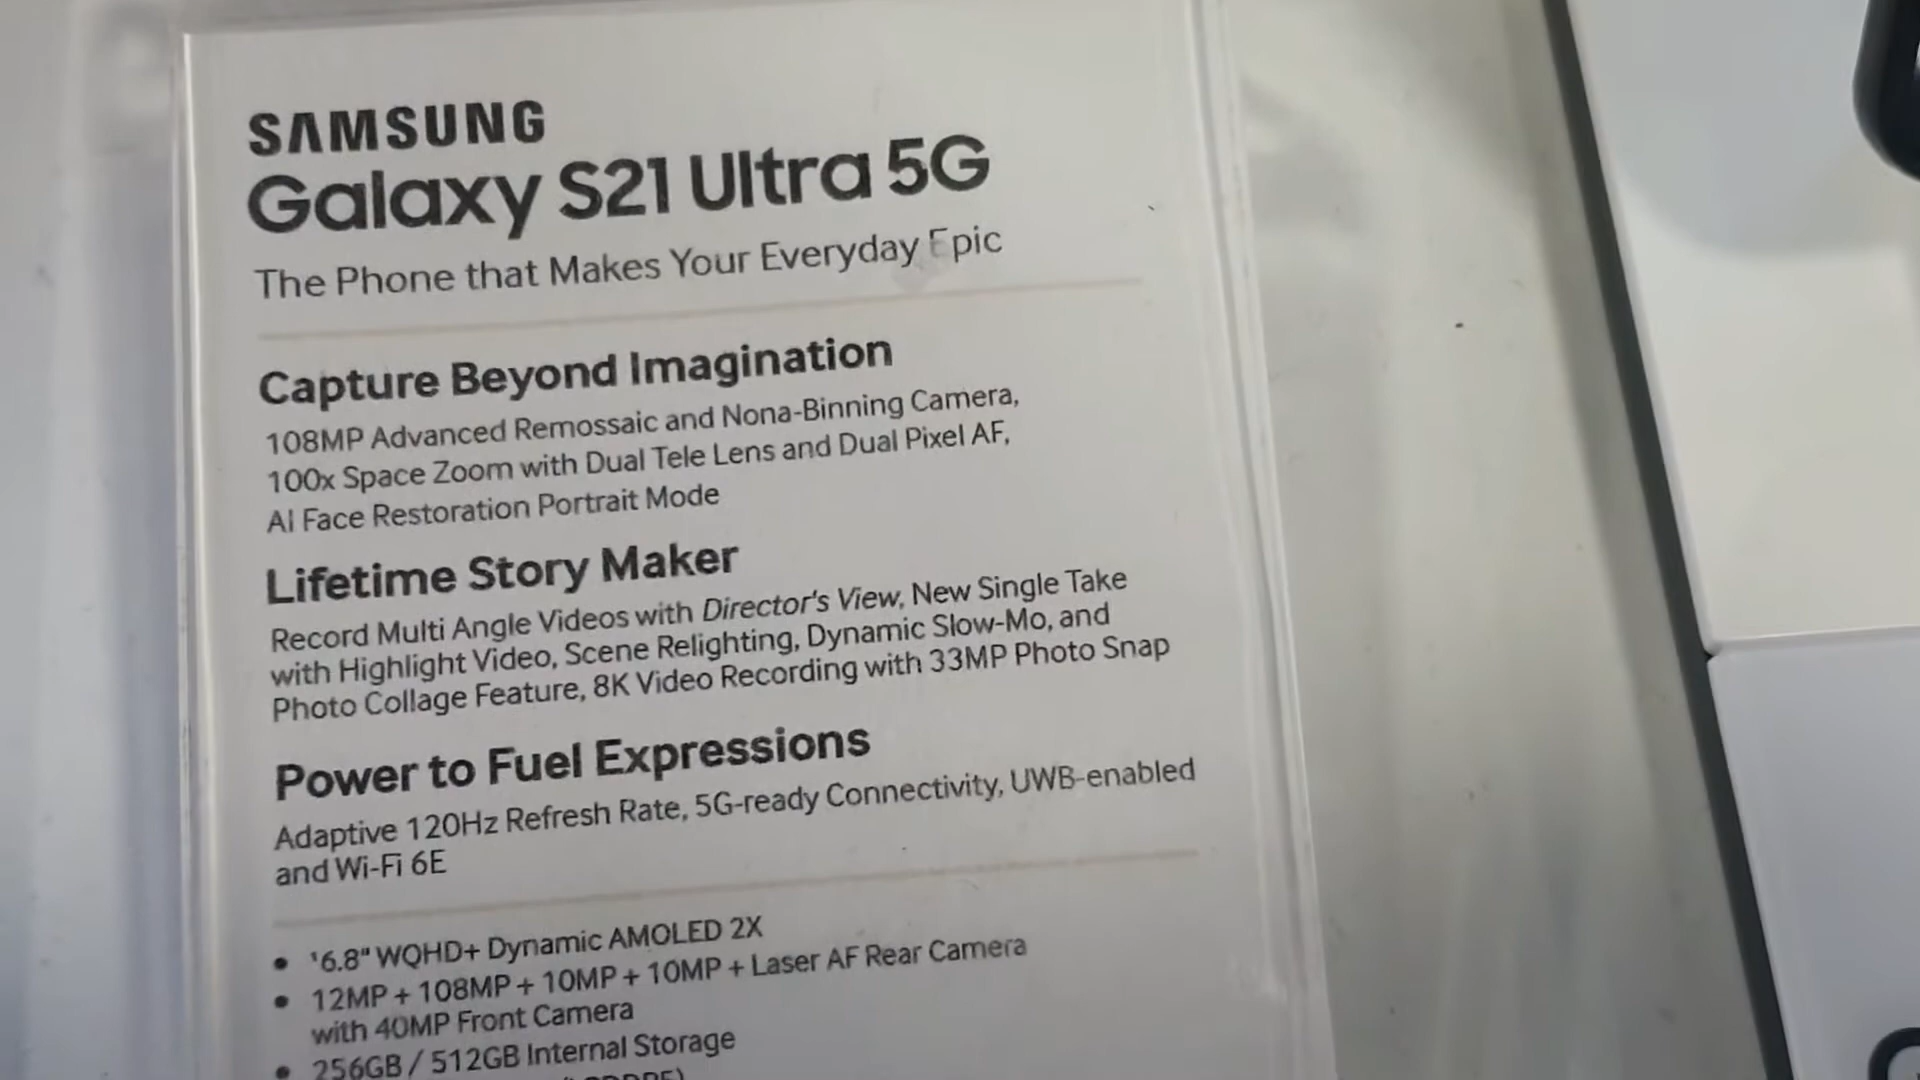 SAMSUNG
Galaxy S21 Ultra 5G
The Phone that Makes Your Everyday Epic
Capture Beyond Imagination
108MP Advanced Remossaic and Nona-Binning Camera,
100x Space Zoom with Dual Tele Lens and Dual Pixel AF,
AI Face Restoration Portrait Mode
Lifetime Story Maker
Record Multi Angle Videos with Director's View, New Single Take
with Highlight Video, Scene Relighting, Dynamic Slow-Mo, and
Photo Collage Feature, 8K Video Recording with 33MP Photo Snap
Power to Fuel Expressions
Adaptive 120Hz Refresh Rate, 5G-ready Connectivity, UWB-enabled
and Wi-Fi 6E
• '6.8" WQHD+ Dynamic AMOLED 2X
• 12MP + 108MP + 10MP + 10MP + Laser AF Rear Camera
with 40MP Front Camera
• 256GB / 512GB Internal Storage